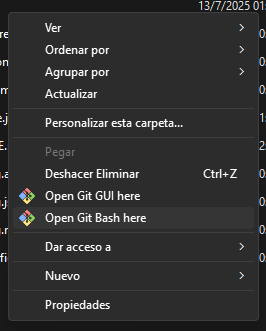 13/7/2025 01:
Ver
Ordenar por
Agrupar por
Actualizar
Personalizar esta carpeta...
Pegar
Deshacer Eliminar Ctrl+Z
Open Git GUI here
Open Git Bash here
Dar acceso a
Nuevo
Propiedades